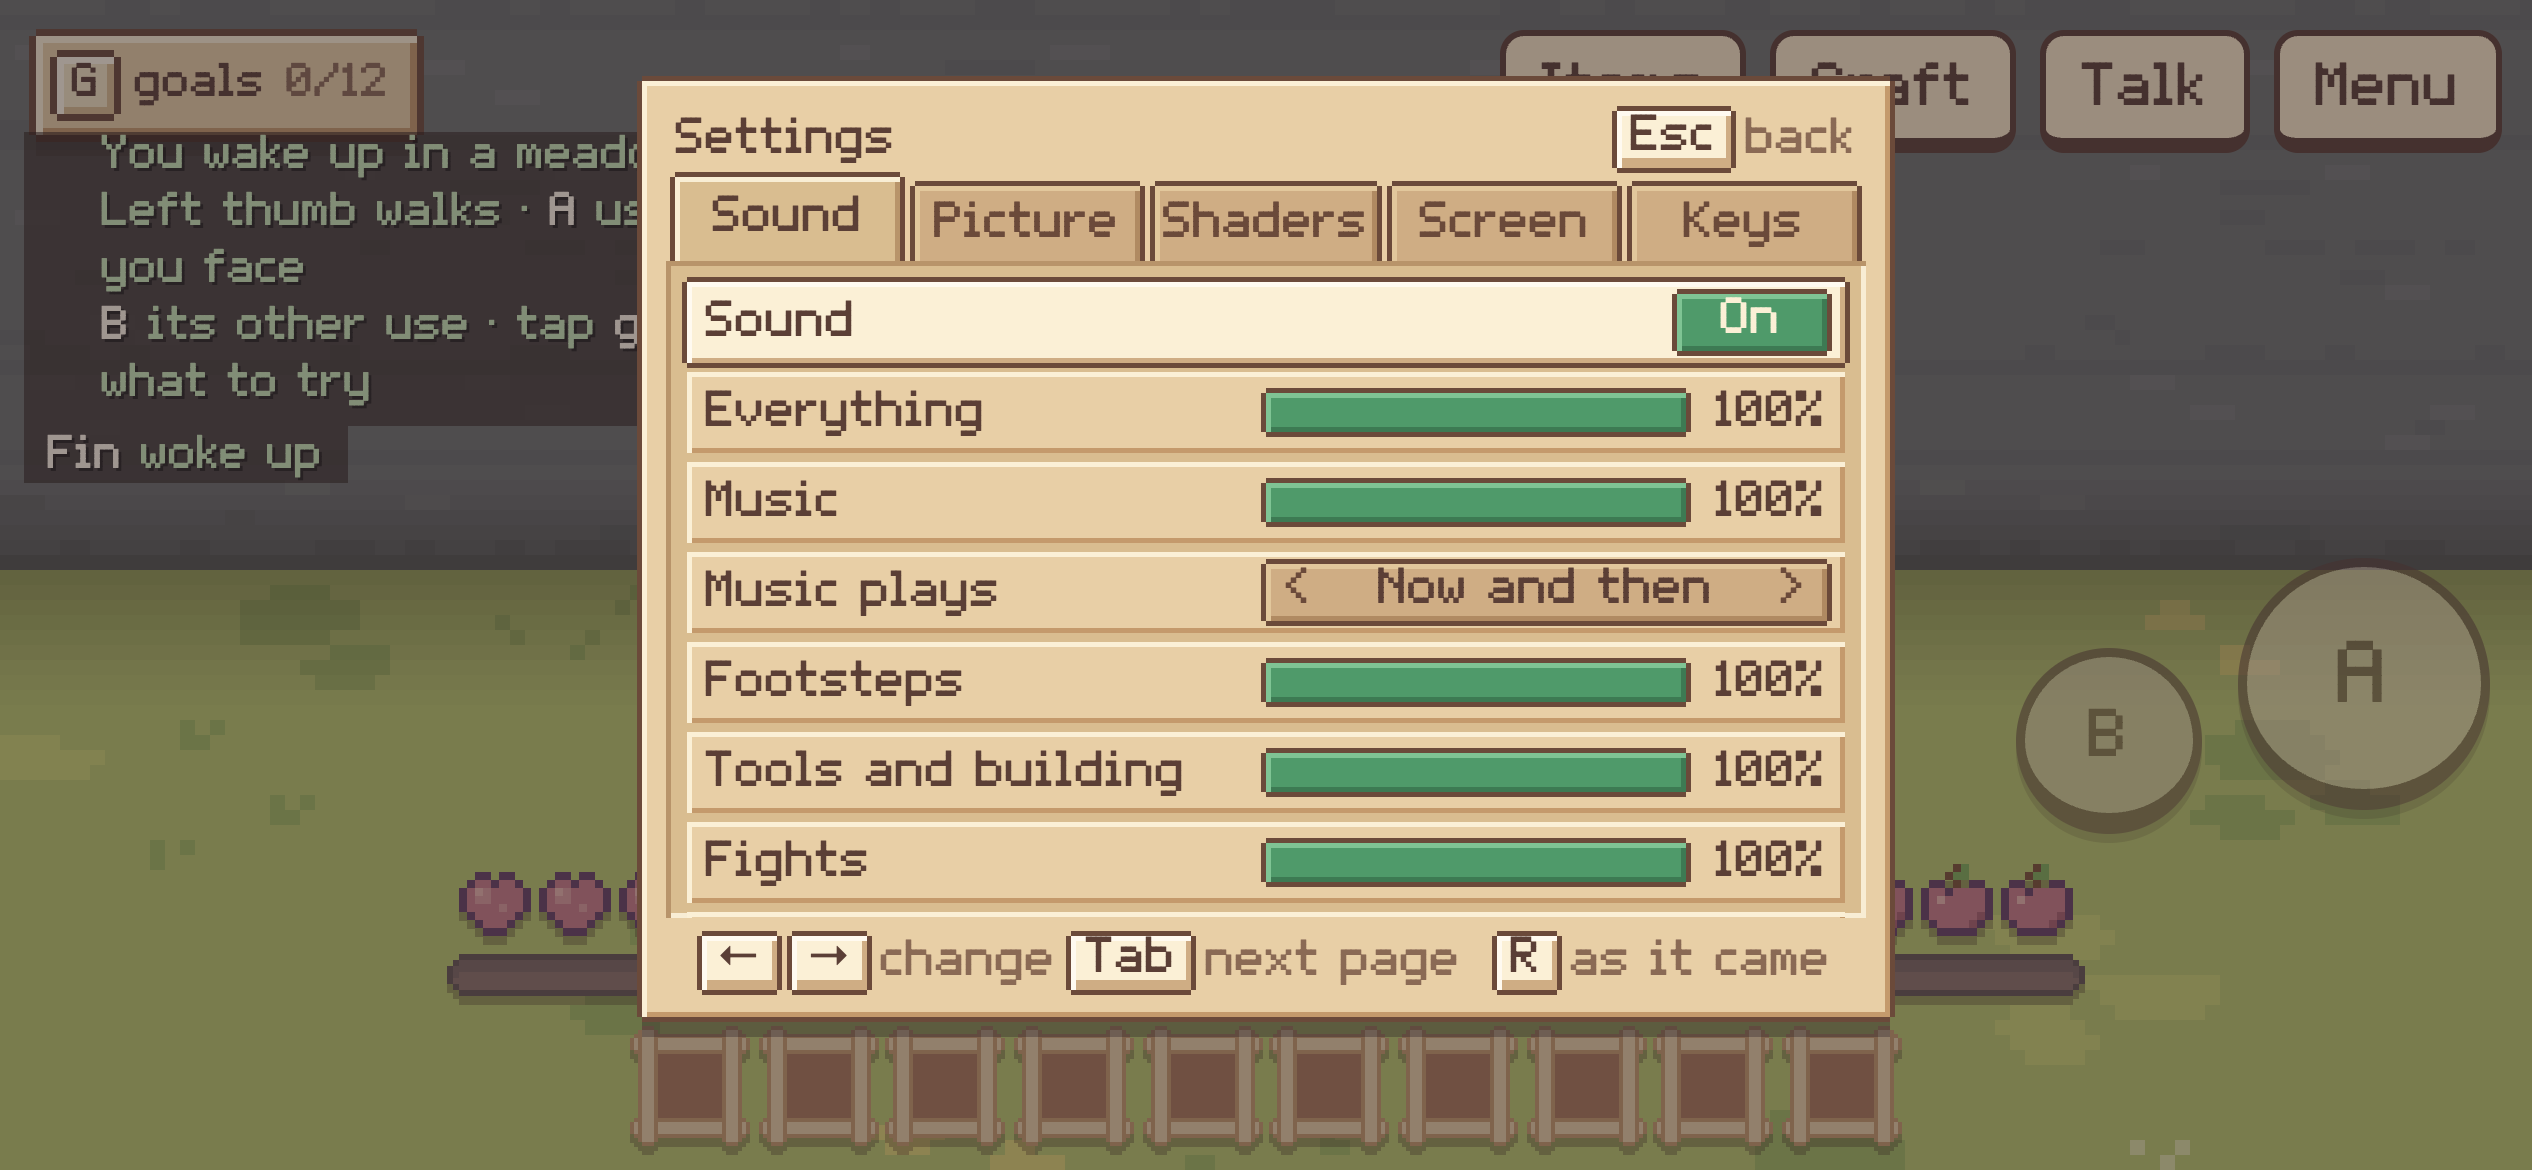 G goals 0/12
Craft Talk Menu
You wake up in a
Left thumb walks · A
you face
B its other use · tap
what to try
Fin woke up
Settings
Esc back
Sound Picture Shaders Screen Keys
Sound On
Everything 100%
Music 100%
Music plays < Now and then >
Footsteps 100%
Tools and building 100%
Fights 100%
B A
← → change Tab next page R as it came